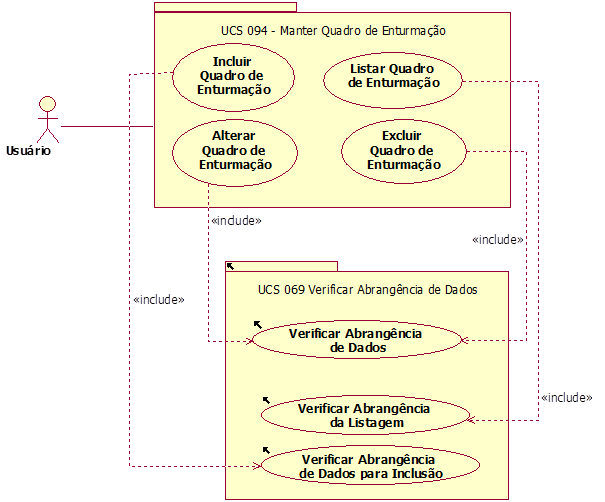 UCS 094 - Manter Quadro de Enturmação
Incluir
Quadro de
Enturmação
Listar Quadro
de Enturmação
Usuário
Alterar
Quadro de
Enturmação
Excluir
Quadro de
Enturmação
«include»
«include»
«include»
«include»
UCS 069 Verificar Abrangência de Dados
Verificar Abrangência
de Dados
Verificar Abrangência
da Listagem
Verificar Abrangência
de Dados para Inclusão